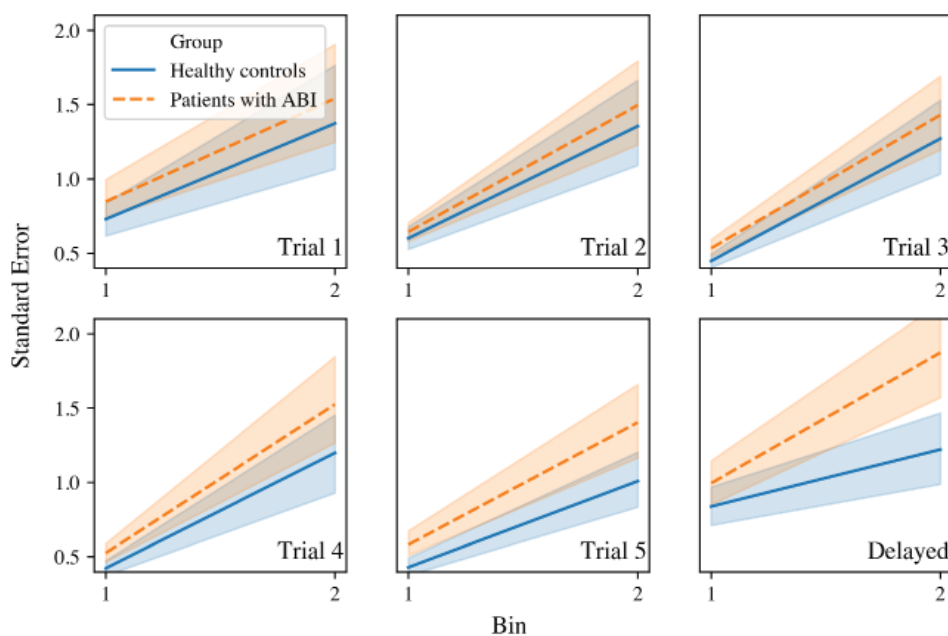 Standard Error
2.0
1.5
1.0
0.5
Group
Healthy controls
Patients with ABI
Trial 1
1
2
Trial 2
1
2
Trial 3
1
2
2.0
1.5
1.0
0.5
Trial 4
1
2
Trial 5
1
2
Delayed
1
2
Bin